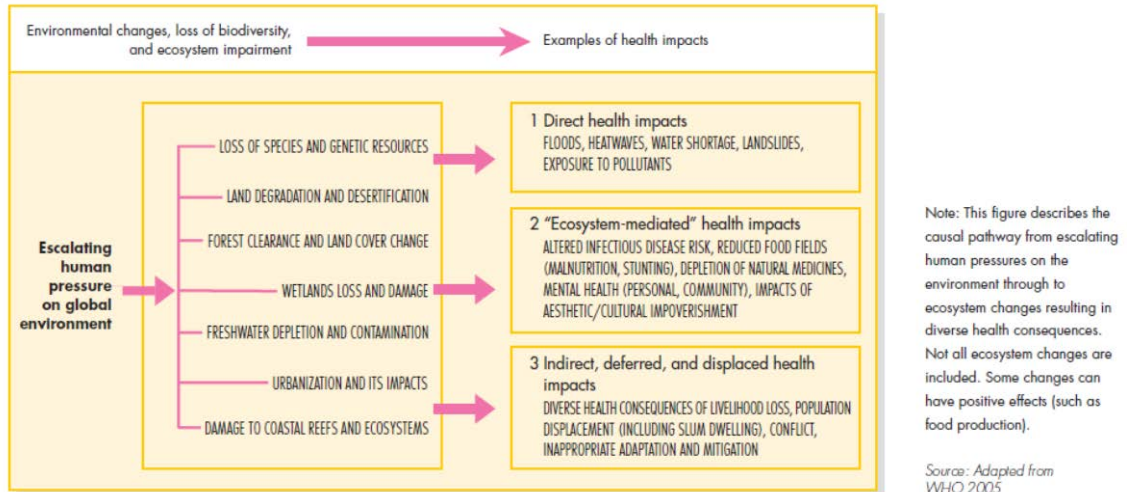 Environmental changes, loss of biodiversity,
and ecosystem impairment
Examples of health impacts
Escalating
human
pressure
on global
environment
LOSS OF SPECIES AND GENETIC RESOURCES
LAND DEGRADATION AND DESERTIFICATION
FOREST CLEARANCE AND LAND COVER CHANGE
WETLANDS LOSS AND DAMAGE
FRESHWATER DEPLETION AND CONTAMINATION
URBANIZATION AND ITS IMPACTS
DAMAGE TO COASTAL REEFS AND ECOSYSTEMS
1 Direct health impacts
FLOODS, HEATWAVES, WATER SHORTAGE, LANDSLIDES,
EXPOSURE TO POLLUTANTS
2 “Ecosystem-mediated” health impacts
ALTERED INFECTIOUS DISEASE RISK, REDUCED FOOD FIELDS
(MALNUTRITION, STUNTING), DEPLETION OF NATURAL MEDICINES,
MENTAL HEALTH (PERSONAL, COMMUNITY), IMPACTS OF
AESTHETIC/CULTURAL IMPOVERISHMENT
3 Indirect, deferred, and displaced health
impacts
DIVERSE HEALTH CONSEQUENCES OF LIVELIHOOD LOSS, POPULATION
DISPLACEMENT (INCLUDING SLUM DWELLING), CONFLICT,
INAPPROPRIATE ADAPTATION AND MITIGATION
Note: This figure describes the
causal pathway from escalating
human pressures on the
environment through to
ecosystem changes resulting in
diverse health consequences.
Not all ecosystem changes are
included. Some changes can
have positive effects (such as
food production).
Source: Adapted from
WHO 2005